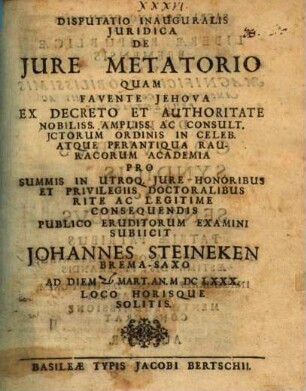 XXXVI
DISPUTATIO INAUGURALIS
JURIDICA
DE
JURE METATORIO
QUAM
FAVENTE JEHOVA
EX DECRETO ET AUTHORITATE
NOBILISS. AMPLISS. AC CONSULT.
JCTORUM ORDINIS IN CELEB.
ATQUE PERANTIQUA RAU-
RACORUM ACADEMIA
PRO
SUMMIS IN UTROQ. JURE HONORIBUS
ET PRIVILEGIIS DOCTORALIBUS
RITE AC LEGITIME
CONSEQUENDIS
PUBLICO ERUDITORUM EXAMINI
SUBJICIT
JOHANNES STEINEKEN
BREMA-SAXO
AD DIEM MART. AN. M DC LXXX.
LOCO HORISQUE
SOLITIS.
BASILEÆ TYPIS JACOBI BERTSCHII.